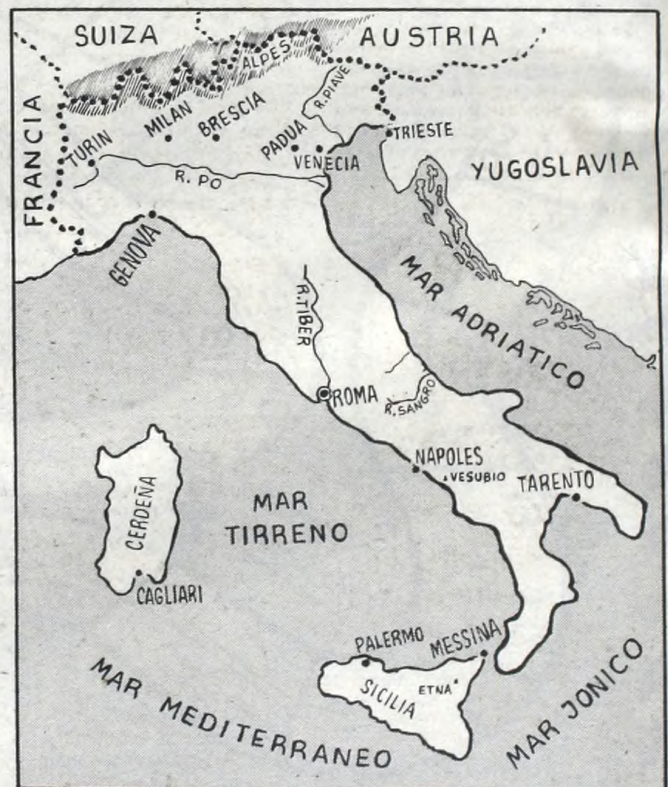 SUIZA
AUSTRIA
ALPES
FRANCIA
R. PIAVE
MILAN
BRESCIA
TURIN
PADUA
VENECIA
TRIESTE
YUGOSLAVIA
R. PO
GENOVA
MAR ADRIATICO
R. TIBER
ROMA
R. SANGRO
NAPOLES
VESUBIO
TARENTO
CERDEÑA
MAR
TIRRENO
CAGLIARI
PALERMO
MESSINA
SICILIA
ETNA
MAR MEDITERRANEO
MAR JONICO